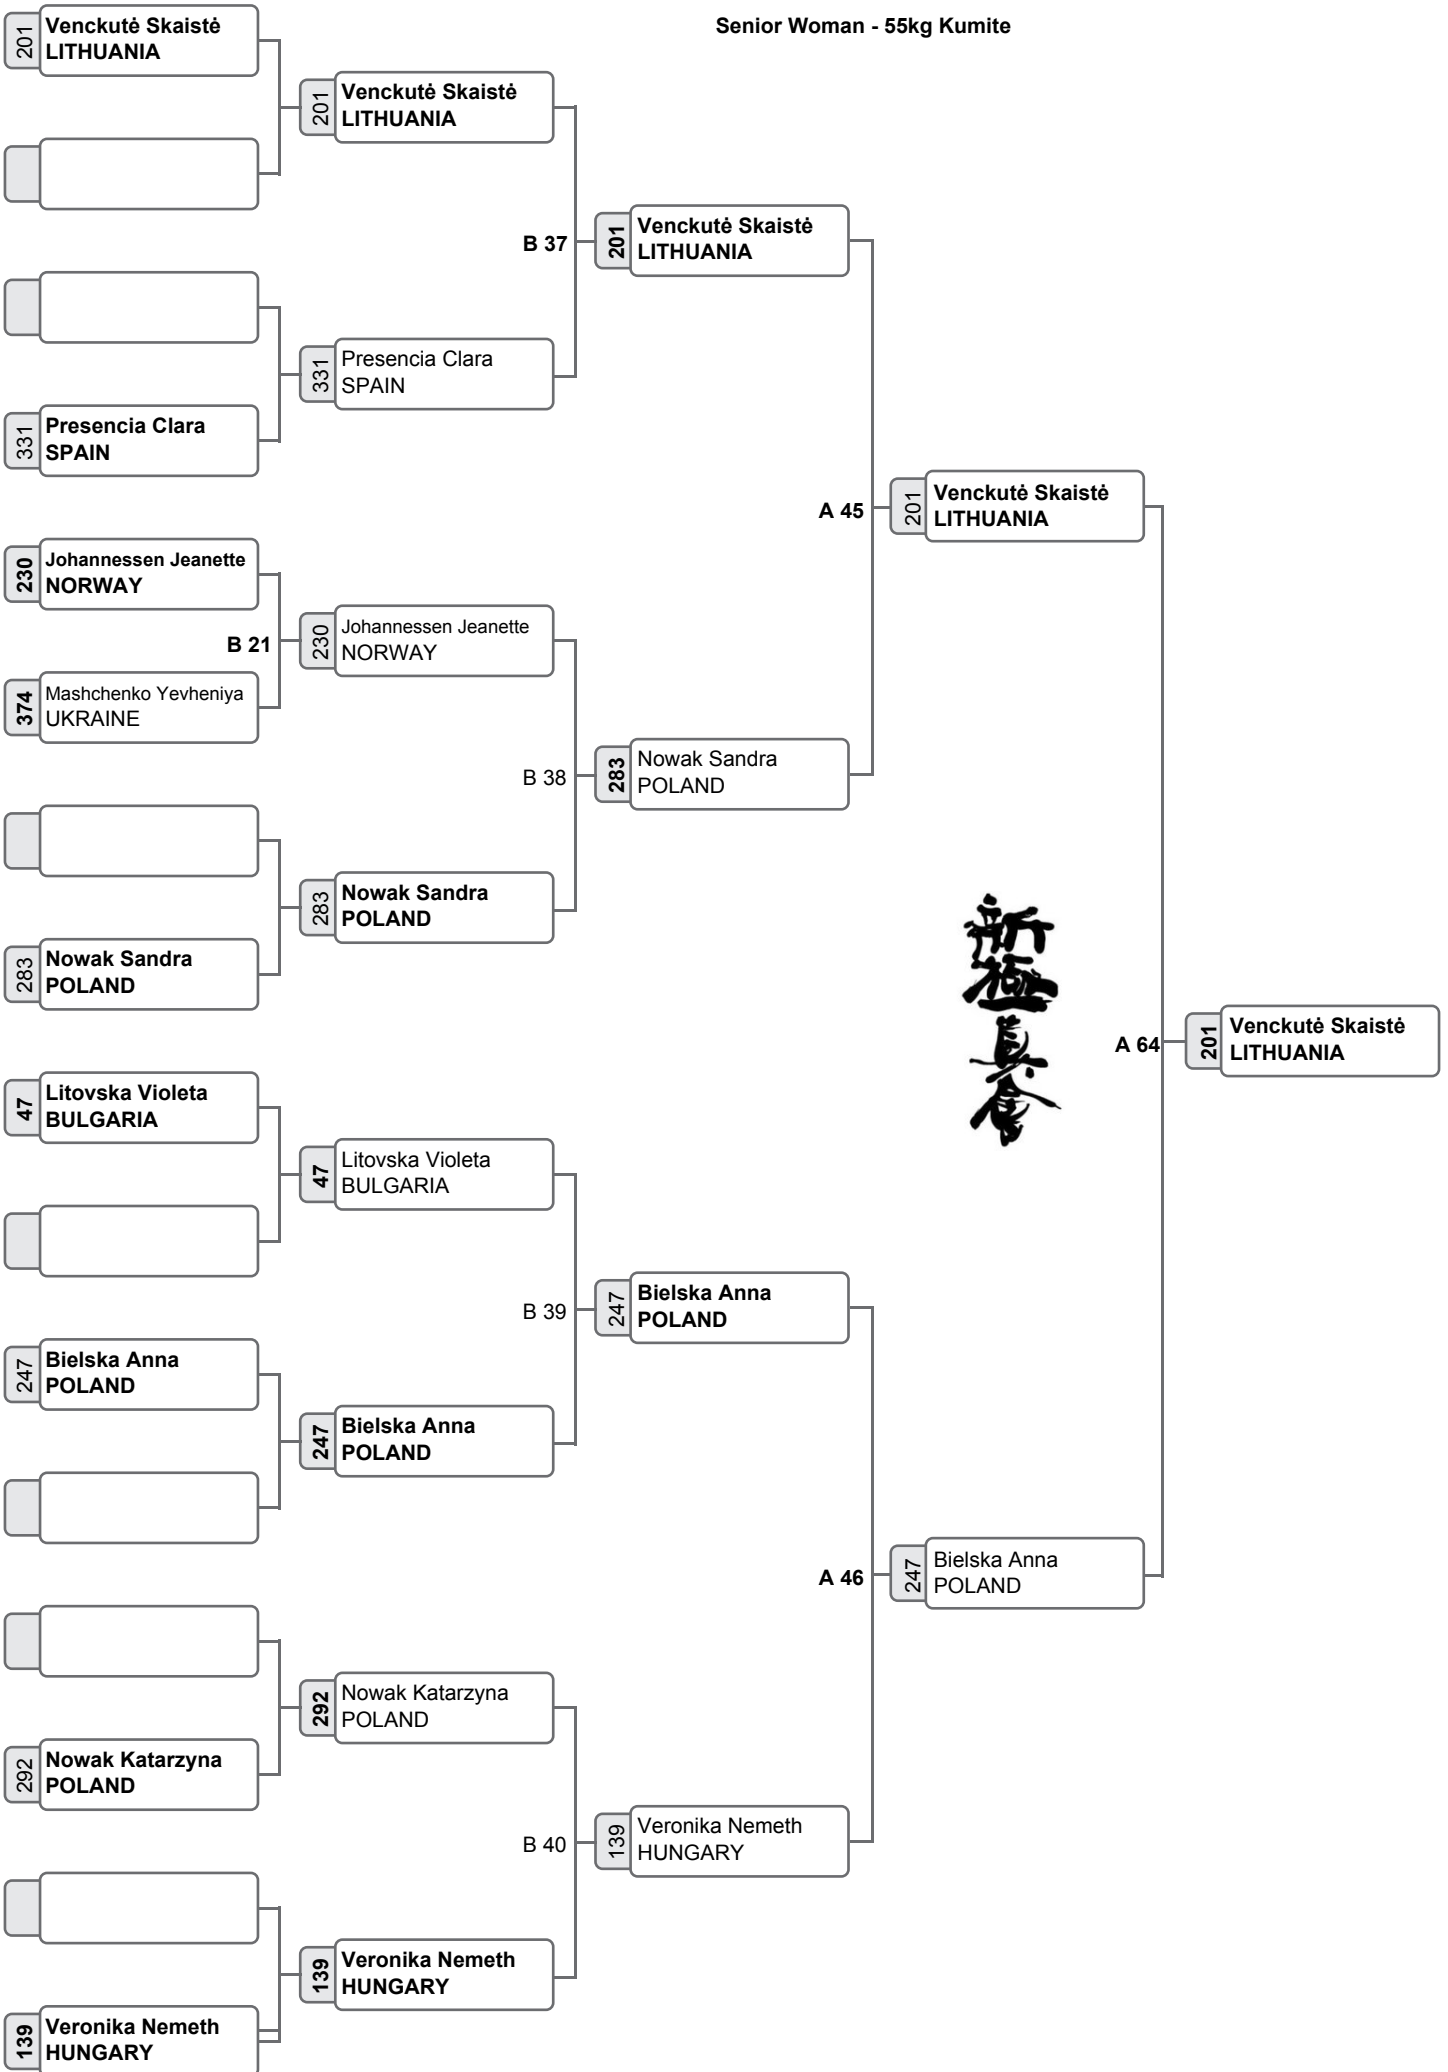 Senior Woman - 55kg Kumite
201
Venckutė Skaistė
LITHUANIA
331
Presencia Clara
SPAIN
230
Johannessen Jeanette
NORWAY
B 21
374
Mashchenko Yevheniya
UKRAINE
283
Nowak Sandra
POLAND
47
Litovska Violeta
BULGARIA
247
Bielska Anna
POLAND
292
Nowak Katarzyna
POLAND
139
Veronika Nemeth
HUNGARY
201
Venckutė Skaistė
LITHUANIA
B 37
331
Presencia Clara
SPAIN
230
Johannessen Jeanette
NORWAY
B 38
283
Nowak Sandra
POLAND
47
Litovska Violeta
BULGARIA
B 39
247
Bielska Anna
POLAND
292
Nowak Katarzyna
POLAND
B 40
139
Veronika Nemeth
HUNGARY
201
Venckutė Skaistė
LITHUANIA
A 45
283
Nowak Sandra
POLAND
247
Bielska Anna
POLAND
A 46
139
Veronika Nemeth
HUNGARY
201
Venckutė Skaistė
LITHUANIA
新極真會
A 64
247
Bielska Anna
POLAND
201
Venckutė Skaistė
LITHUANIA